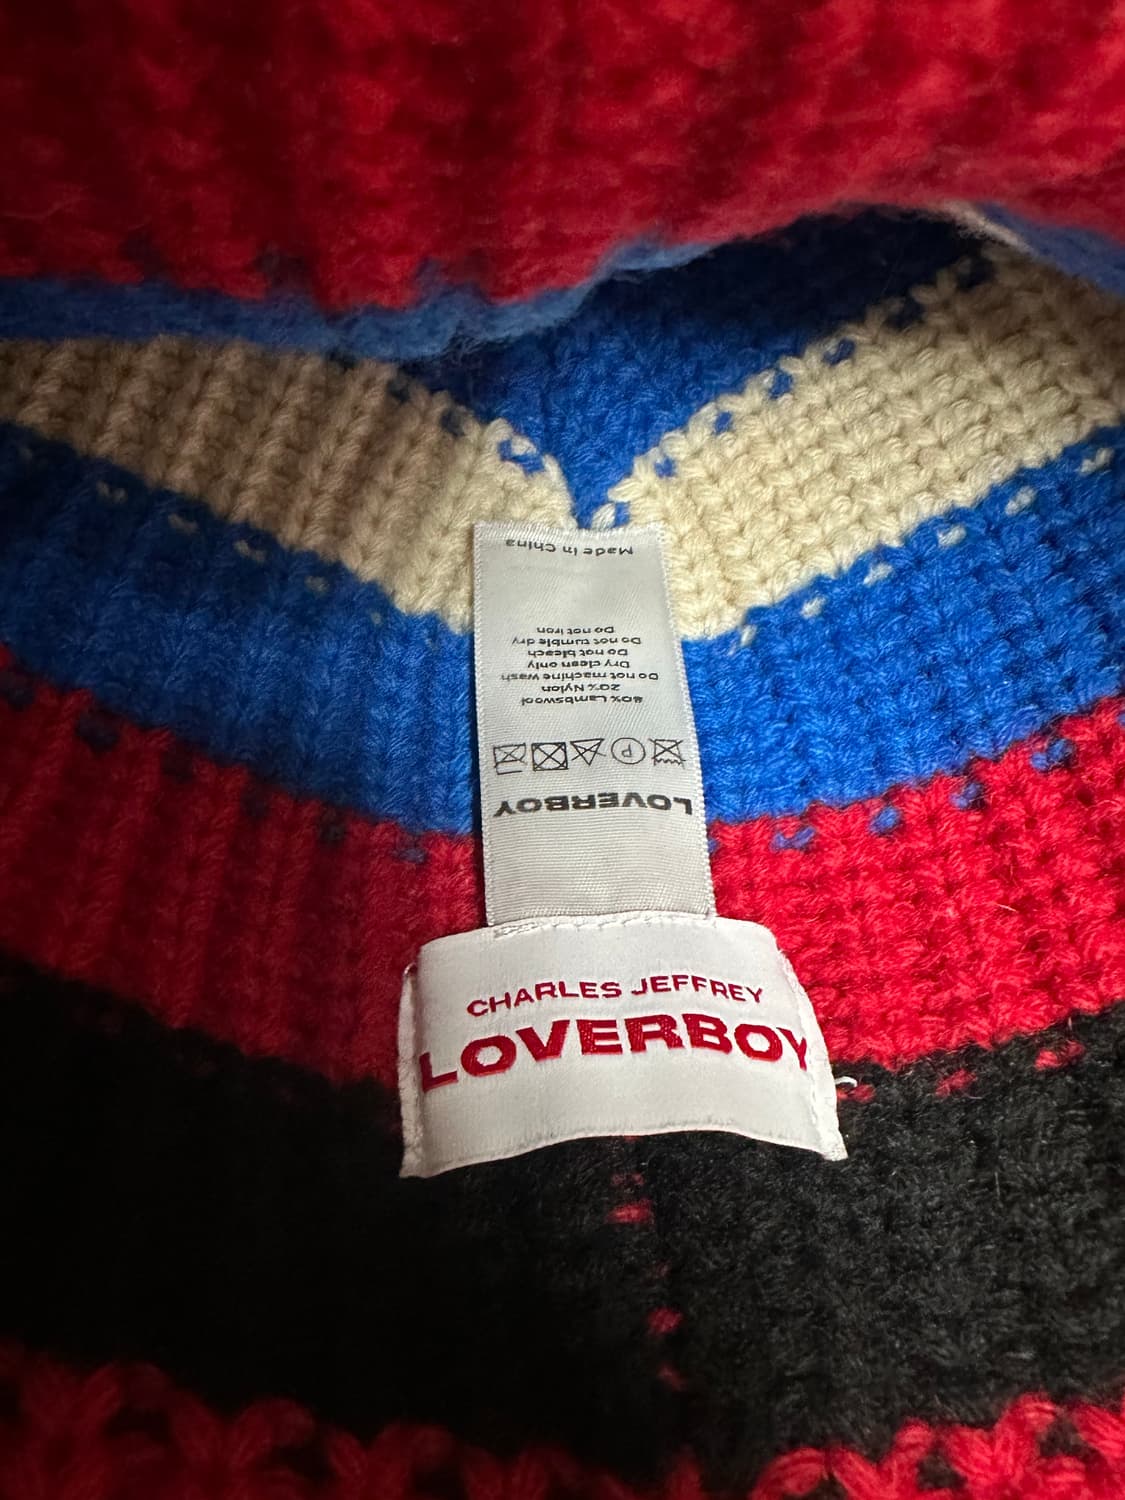 CHARLES JEFFREY
LOVERBOY
LOVERBOY
P
80% Lambswool
20% Nylon
Do not machine wash
Dry clean only
Do not bleach
Do not tumble dry
Do not iron
Made in China